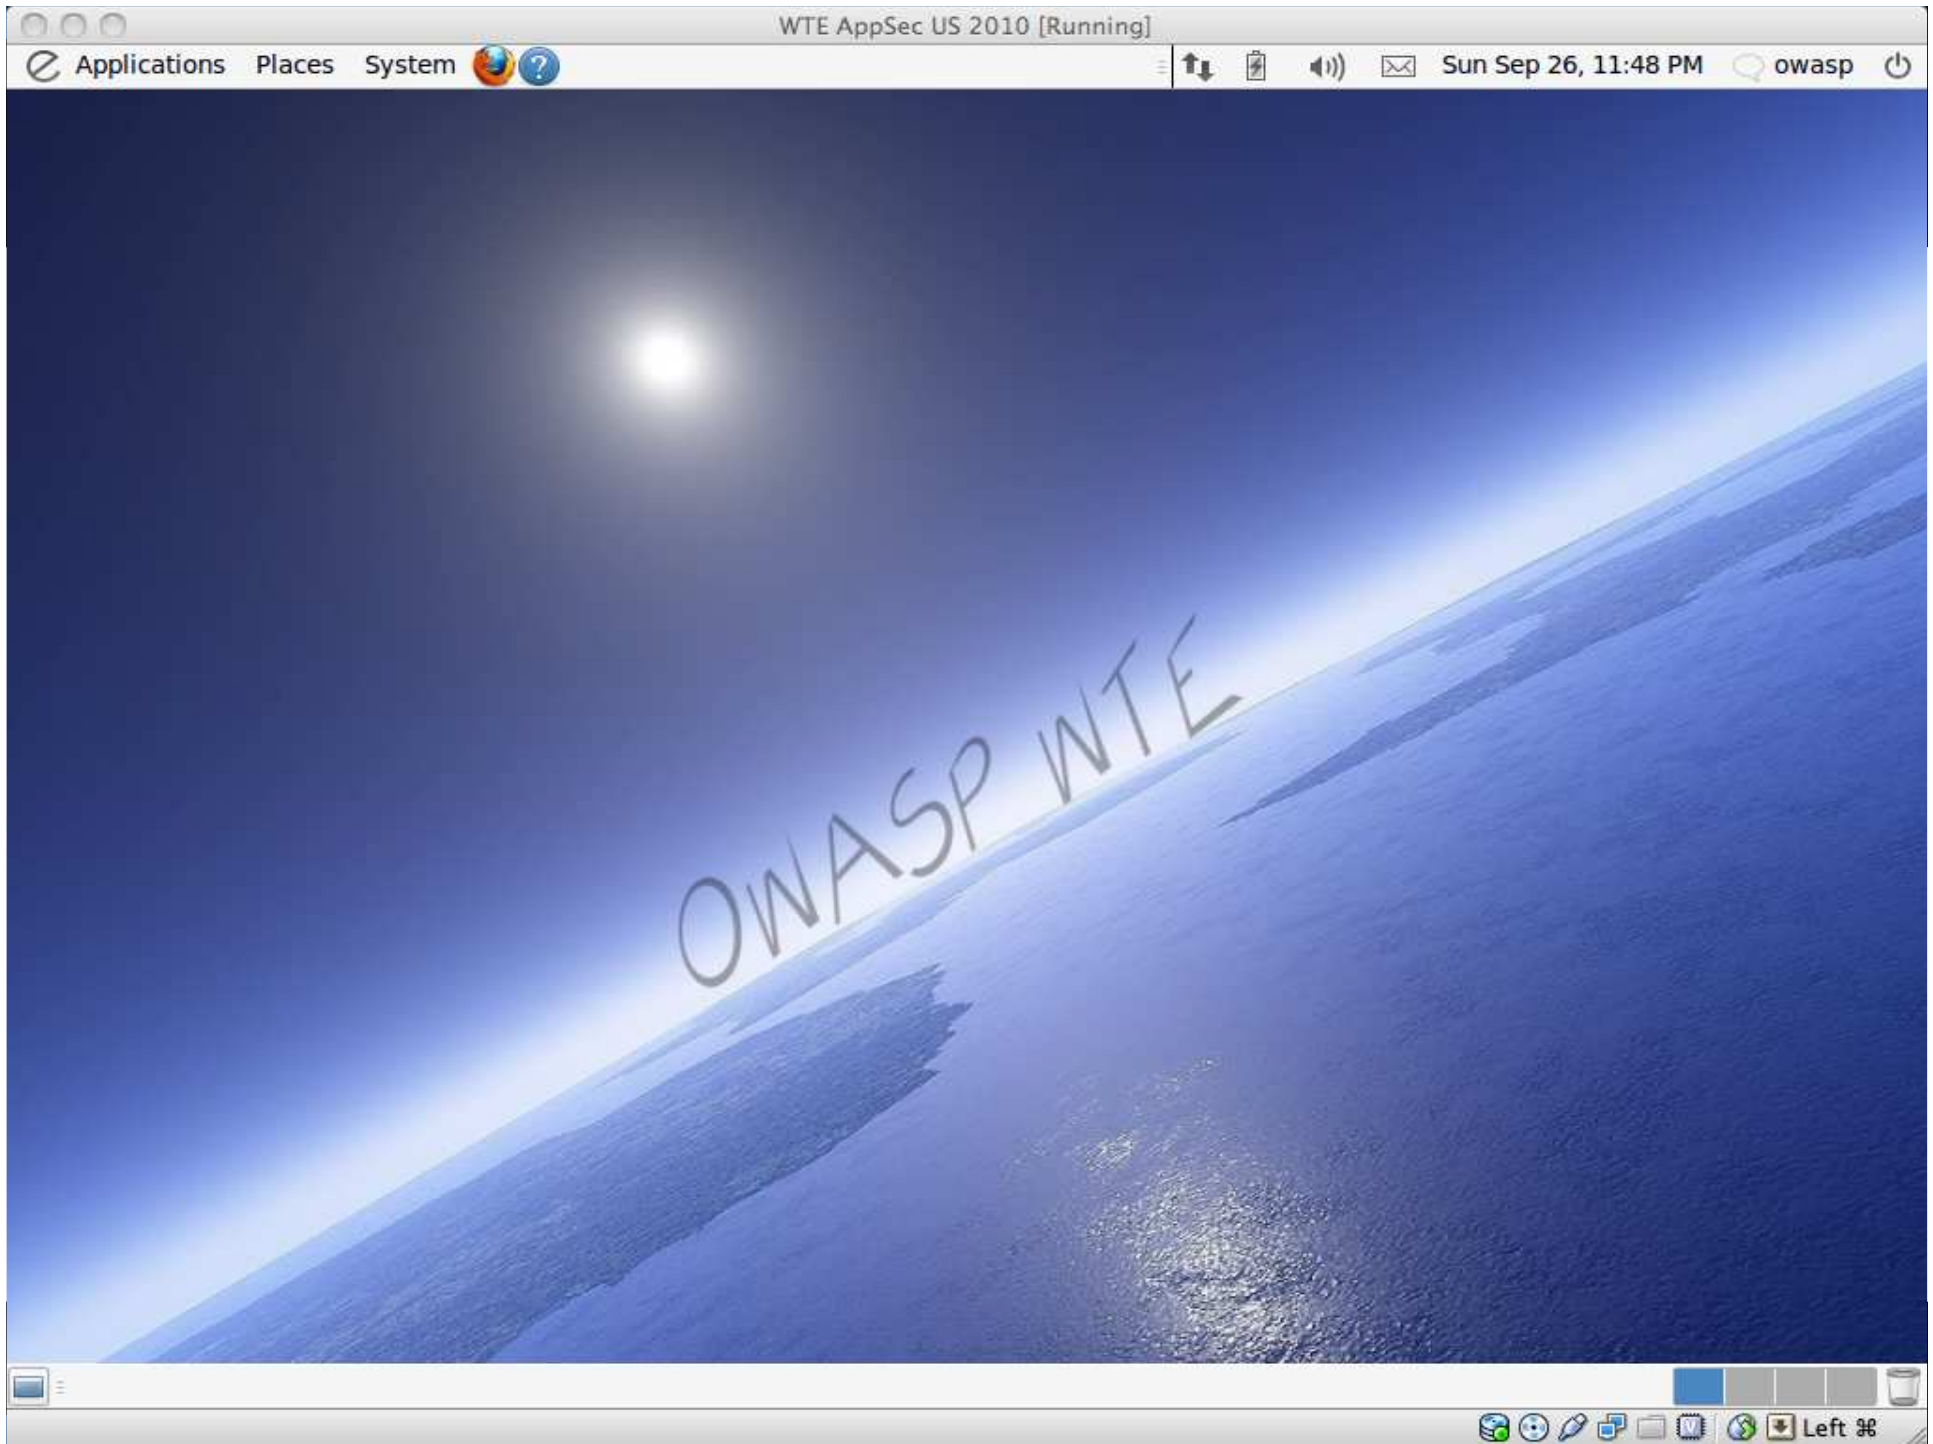 WTE AppSec US 2010 [Running]
Applications Places System Sun Sep 26, 11:48 PM owasp
OWASP WTE
Left ⌘